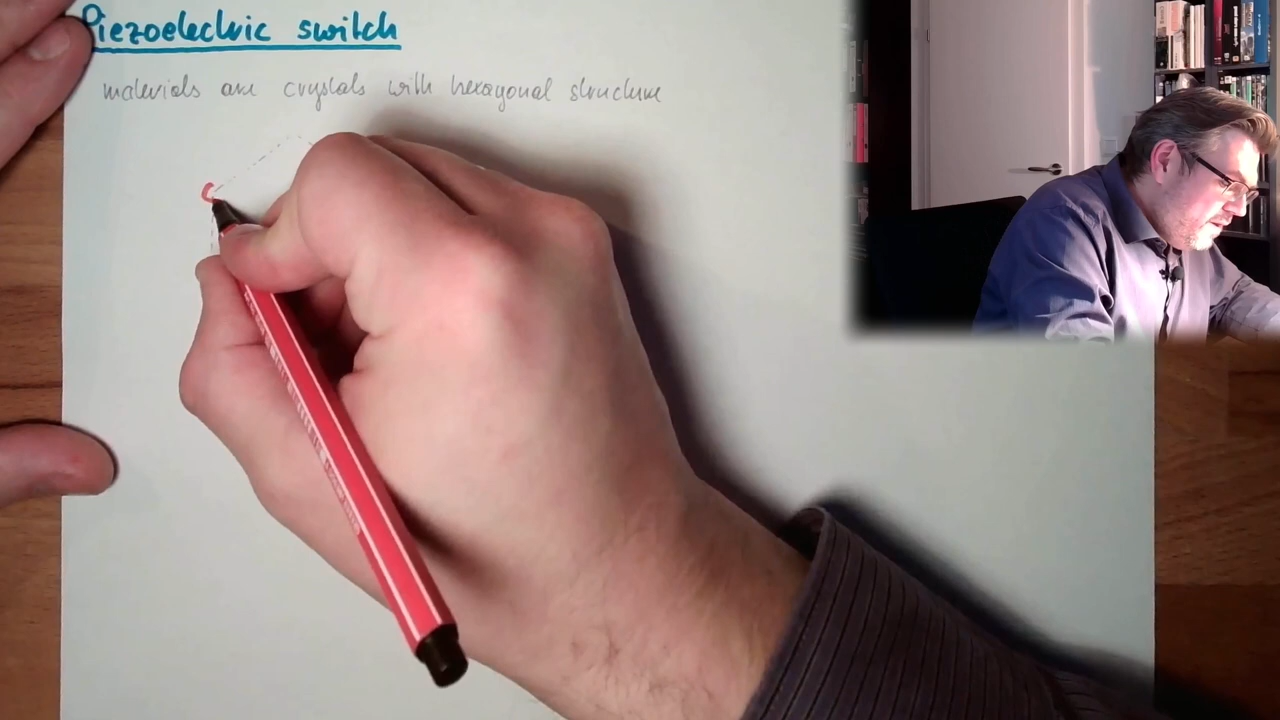 Piezoelectric switch
materials are crystals with hexagonal structure